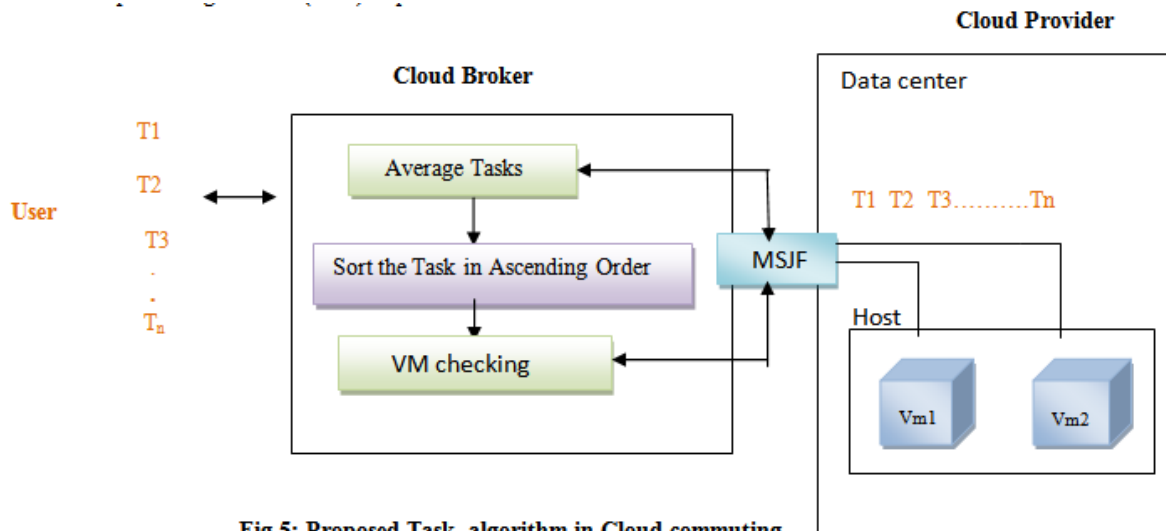 Cloud Provider
Cloud Broker
Data center
T1
Average Tasks
T2
T1 T2 T3..........Tn
User
T3
Sort the Task in Ascending Order
MSJF
.
.
Tn
Host
VM checking
Vm1
Vm2
Fig 5: Proposed Task algorithm in Cloud commuting